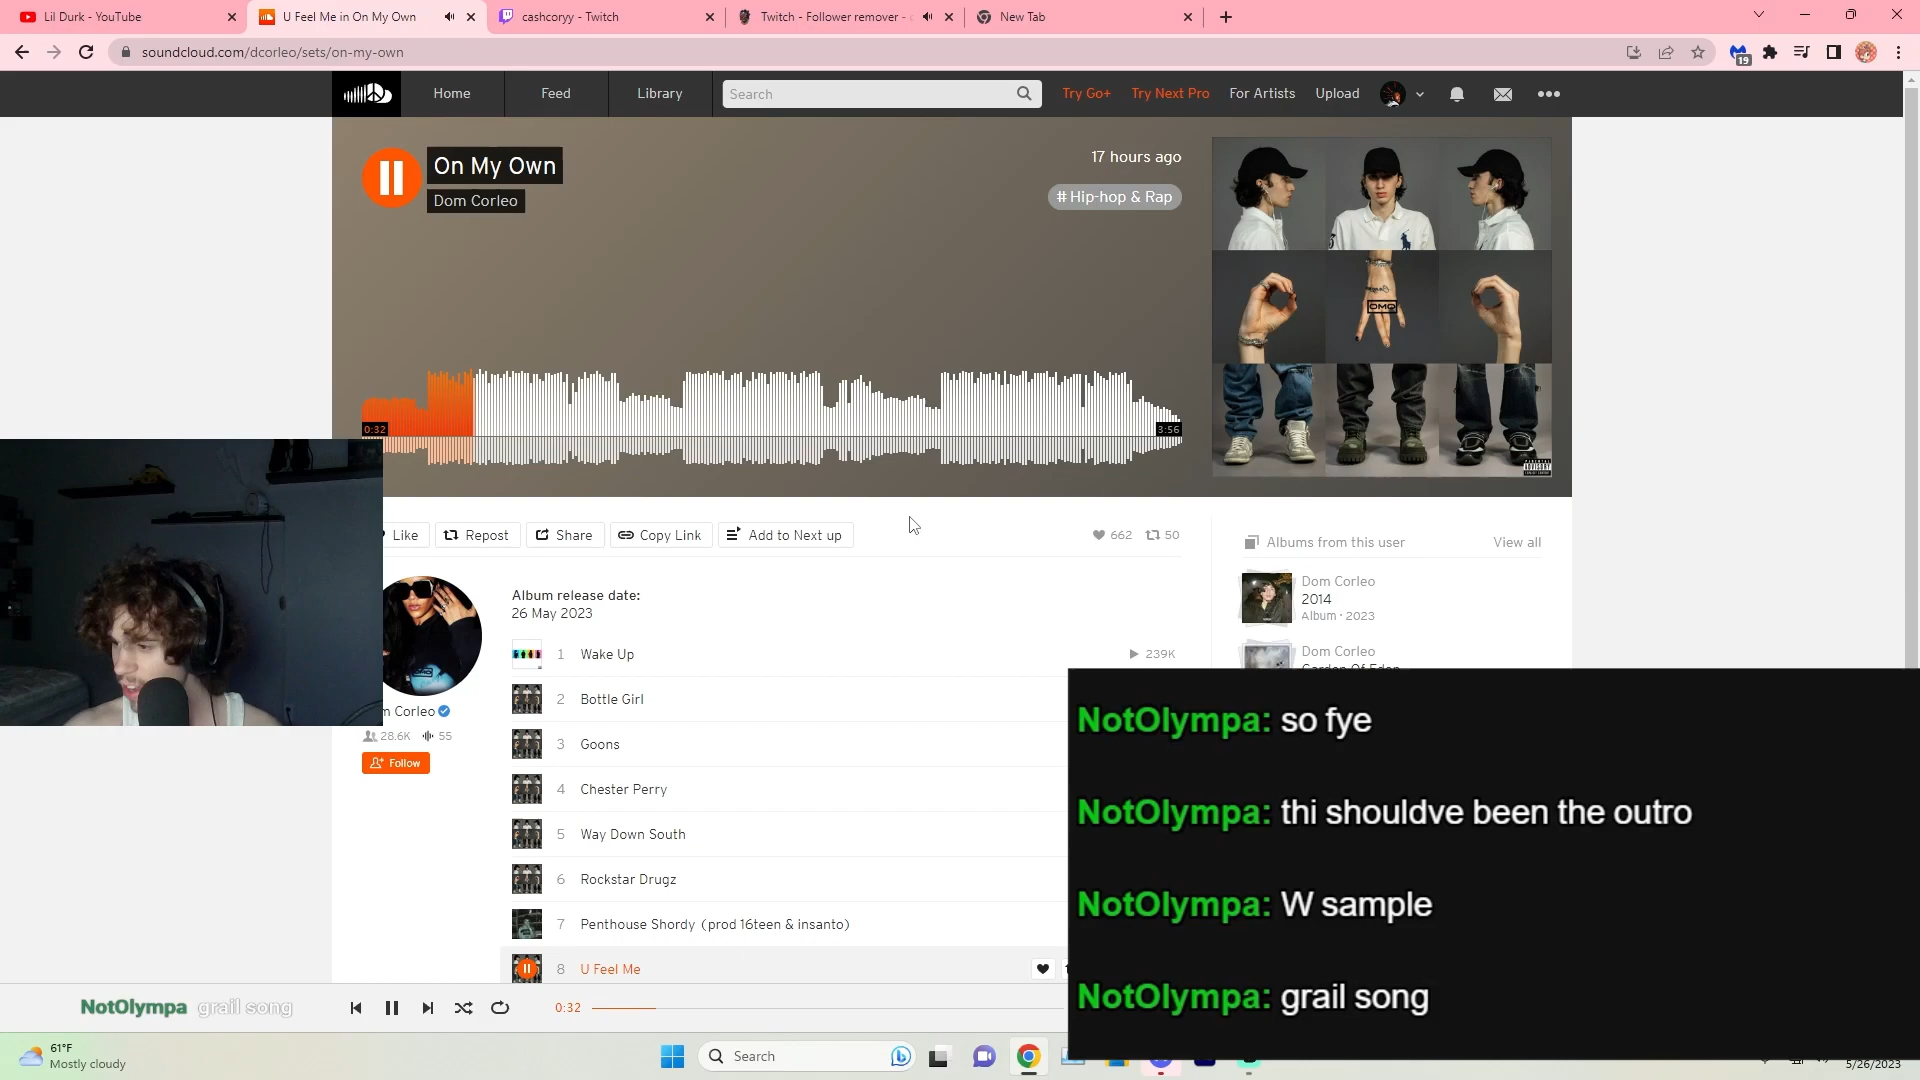 Lil Durk - YouTube
U Feel Me in On My Own
cashcoryy - Twitch
Twitch - Follower remover -
New Tab
soundcloud.com/dcorleo/sets/on-my-own
19
Home
Feed
Library
Search
Try Go+
Try Next Pro
For Artists
Upload
On My Own
Dom Corleo
17 hours ago
# Hip-hop & Rap
OMO
0:32
3:56
Like
Repost
Share
Copy Link
Add to Next up
662
50
Albums from this user
View all
Dom Corleo
2014
Album · 2023
Dom Corleo
Garden Of Eden
Album release date:
26 May 2023
1 Wake Up
239K
2 Bottle Girl
3 Goons
4 Chester Perry
5 Way Down South
6 Rockstar Drugz
7 Penthouse Shordy (prod 16teen & insanto)
8 U Feel Me
m Corleo
28.6K
55
Follow
NotOlympa: so fye
NotOlympa: thi shouldve been the outro
NotOlympa: W sample
NotOlympa: grail song
NotOlympa grail song
0:32
61°F
Mostly cloudy
Search
5/26/2023